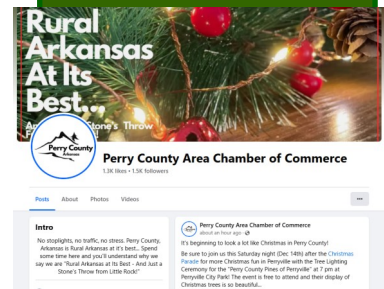 Rural
Arkansas
At Its
Best...
Perry County
Arkansas
Perry County Area Chamber of Commerce
1.3K likes • 1.5K followers
Posts About Photos Videos
Intro
No stoplights, no traffic, no stress. Perry County,
Arkansas is Rural Arkansas at it's best... Spend
some time here and you'll understand why we
say we are "Rural Arkansas at Its Best - And Just a
Stone's Throw from Little Rock!"
Perry County Area Chamber of Commerce
about an hour ago
It's beginning to look a lot like Christmas in Perry County!
Be sure to join us this Saturday night (Dec 14th) after the Christmas
Parade for more Christmas fun in Perryville with the Tree Lighting
Ceremony for the "Perry County Pines of Perryville" at 7 pm at
Perryville City Park! The event is free to attend and their display of
Christmas trees is so beautiful...